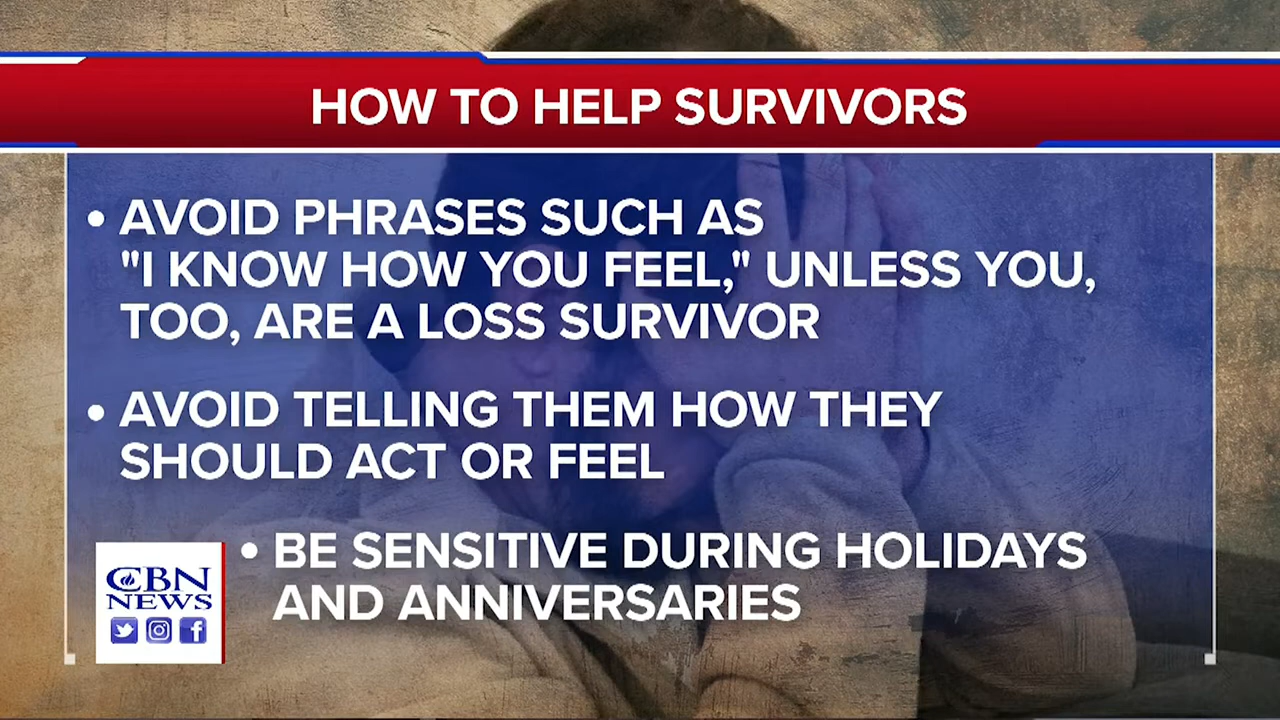 HOW TO HELP SURVIVORS
• AVOID PHRASES SUCH AS
"I KNOW HOW YOU FEEL," UNLESS YOU,
TOO, ARE A LOSS SURVIVOR
• AVOID TELLING THEM HOW THEY
SHOULD ACT OR FEEL
• BE SENSITIVE DURING HOLIDAYS
AND ANNIVERSARIES
CBN
NEWS